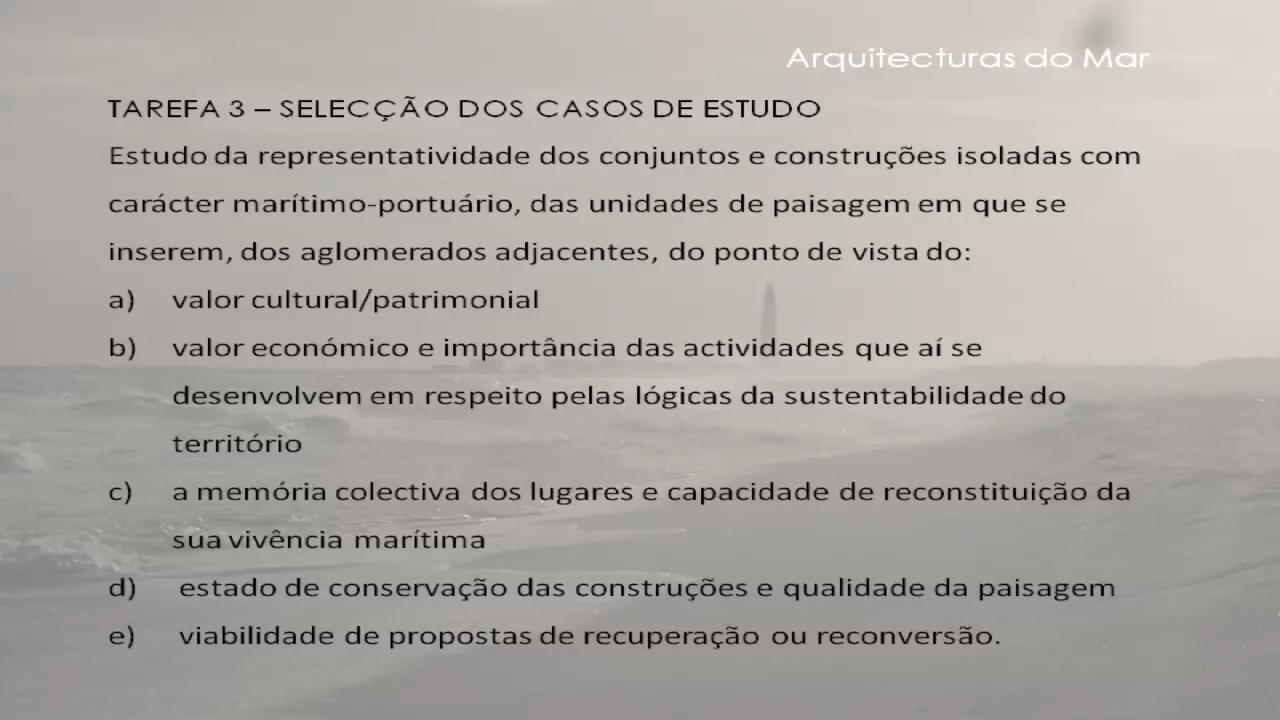 Arquitecturas do Mar
TAREFA 3 – SELECÇÃO DOS CASOS DE ESTUDO
Estudo da representatividade dos conjuntos e construções isoladas com
carácter marítimo-portuário, das unidades de paisagem em que se
inserem, dos aglomerados adjacentes, do ponto de vista do:
a) valor cultural/patrimonial
b) valor económico e importância das actividades que aí se
desenvolvem em respeito pelas lógicas da sustentabilidade do
território
c) a memória colectiva dos lugares e capacidade de reconstituição da
sua vivência marítima
d) estado de conservação das construções e qualidade da paisagem
e) viabilidade de propostas de recuperação ou reconversão.